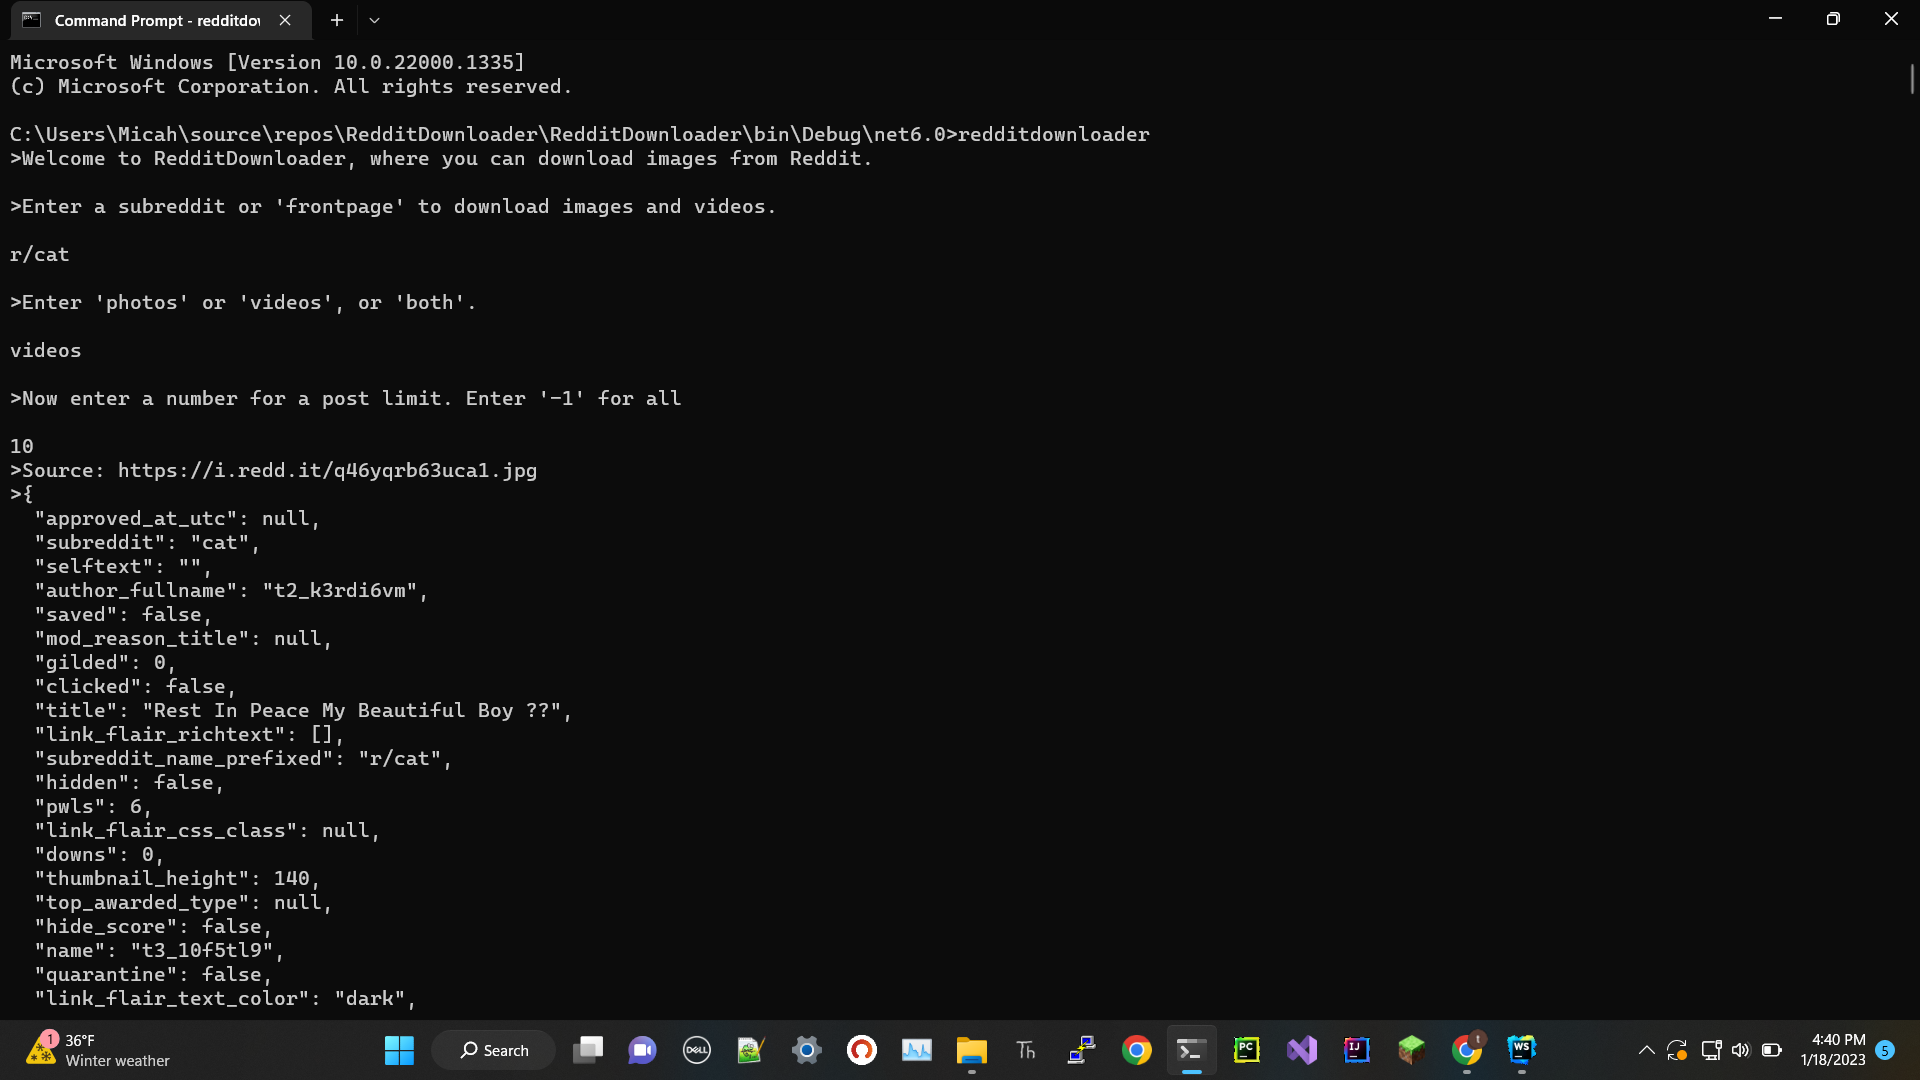 Command Prompt - redditdov
Microsoft Windows [Version 10.0.22000.1335]
(c) Microsoft Corporation. All rights reserved.
C:\Users\Micah\source\repos\RedditDownloader\RedditDownloader\bin\Debug\net6.0>redditdownloader
>Welcome to RedditDownloader, where you can download images from Reddit.
>Enter a subreddit or 'frontpage' to download images and videos.
r/cat
>Enter 'photos' or 'videos', or 'both'.
videos
>Now enter a number for a post limit. Enter '-1' for all
10
>Source: https://i.redd.it/q46yqrb63uca1.jpg
>{
  "approved_at_utc": null,
  "subreddit": "cat",
  "selftext": "",
  "author_fullname": "t2_k3rdi6vm",
  "saved": false,
  "mod_reason_title": null,
  "gilded": 0,
  "clicked": false,
  "title": "Rest In Peace My Beautiful Boy ??",
  "link_flair_richtext": [],
  "subreddit_name_prefixed": "r/cat",
  "hidden": false,
  "pwls": 6,
  "link_flair_css_class": null,
  "downs": 0,
  "thumbnail_height": 140,
  "top_awarded_type": null,
  "hide_score": false,
  "name": "t3_10f5tl9",
  "quarantine": false,
  "link_flair_text_color": "dark",
1
36°F
Winter weather
Search
DELL
Th
PC
IJ
t
WS
4:40 PM
1/18/2023
5